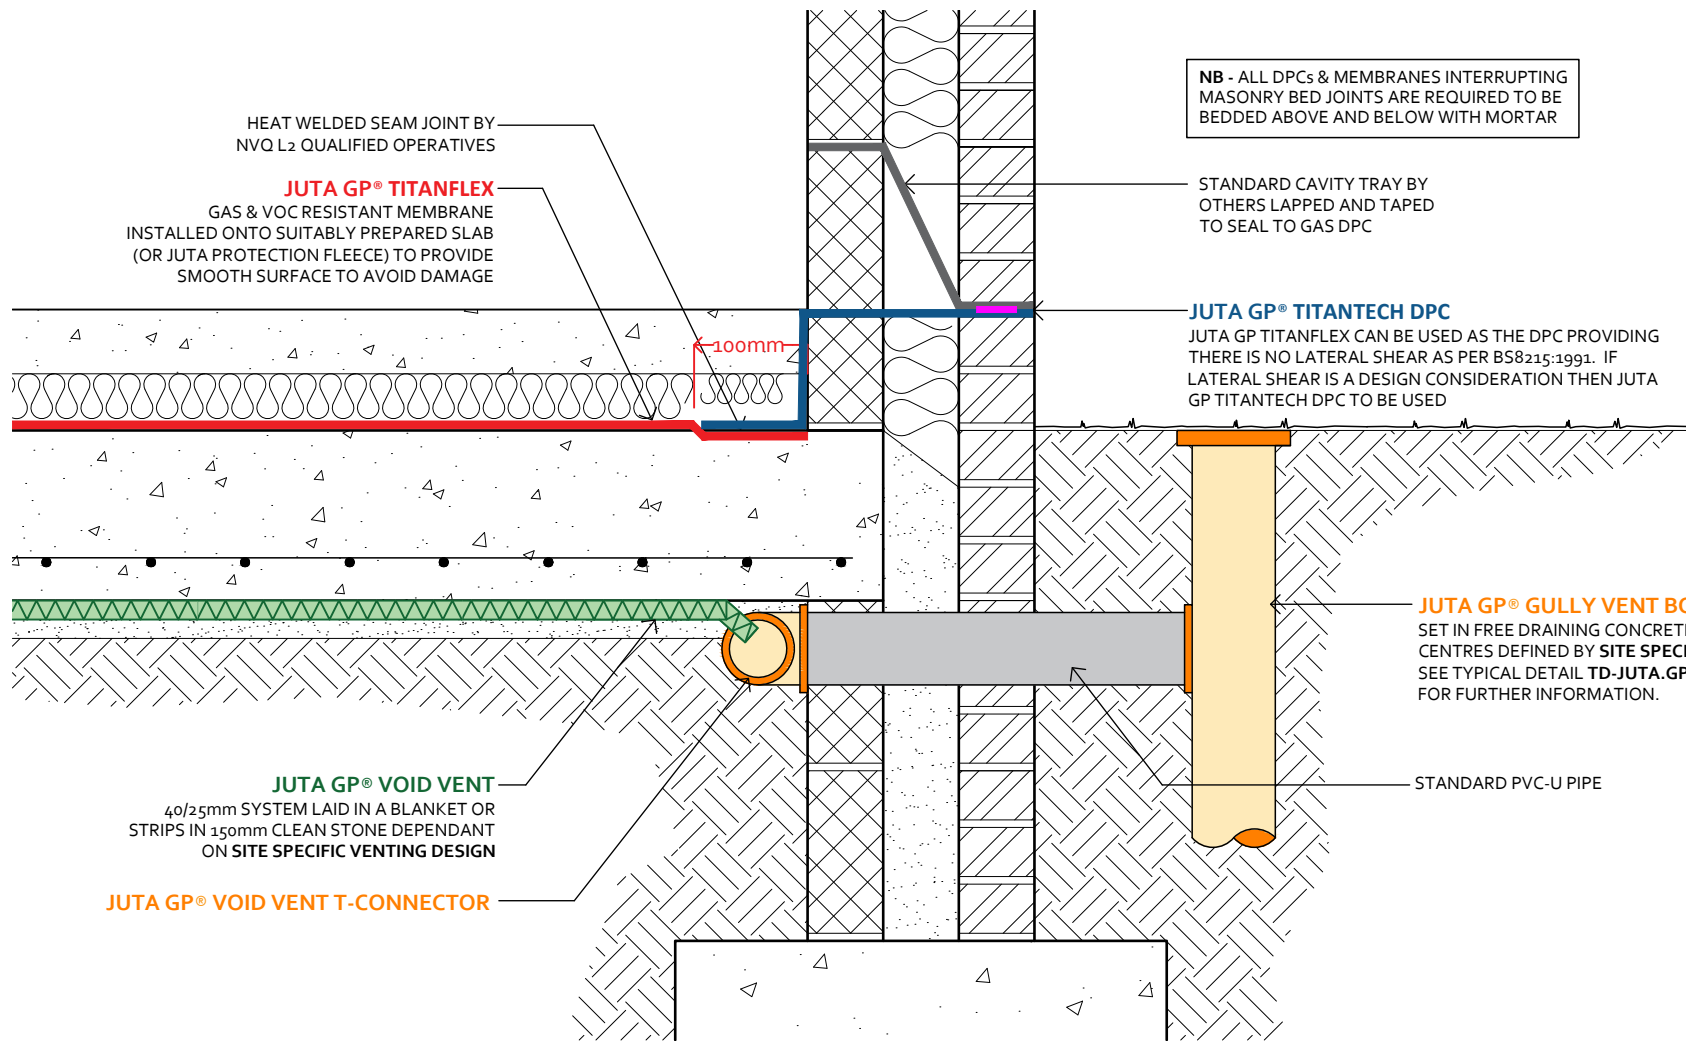 NB - ALL DPCs & MEMBRANES INTERRUPTING
MASONRY BED JOINTS ARE REQUIRED TO BE
BEDDED ABOVE AND BELOW WITH MORTAR
HEAT WELDED SEAM JOINT BY
NVQ L2 QUALIFIED OPERATIVES
JUTA GP® TITANFLEX
GAS & VOC RESISTANT MEMBRANE
INSTALLED ONTO SUITABLY PREPARED SLAB
(OR JUTA PROTECTION FLEECE) TO PROVIDE
SMOOTH SURFACE TO AVOID DAMAGE
STANDARD CAVITY TRAY BY
OTHERS LAPPED AND TAPED
TO SEAL TO GAS DPC
JUTA GP® TITANTECH DPC
JUTA GP TITANFLEX CAN BE USED AS THE DPC PROVIDING
THERE IS NO LATERAL SHEAR AS PER BS8215:1991. IF
LATERAL SHEAR IS A DESIGN CONSIDERATION THEN JUTA
GP TITANTECH DPC TO BE USED
100mm
JUTA GP® GULLY VENT BO
SET IN FREE DRAINING CONCRET
CENTRES DEFINED BY SITE SPECI
SEE TYPICAL DETAIL TD-JUTA.GP
FOR FURTHER INFORMATION.
JUTA GP® VOID VENT
40/25mm SYSTEM LAID IN A BLANKET OR
STRIPS IN 150mm CLEAN STONE DEPENDANT
ON SITE SPECIFIC VENTING DESIGN
STANDARD PVC-U PIPE
JUTA GP® VOID VENT T-CONNECTOR